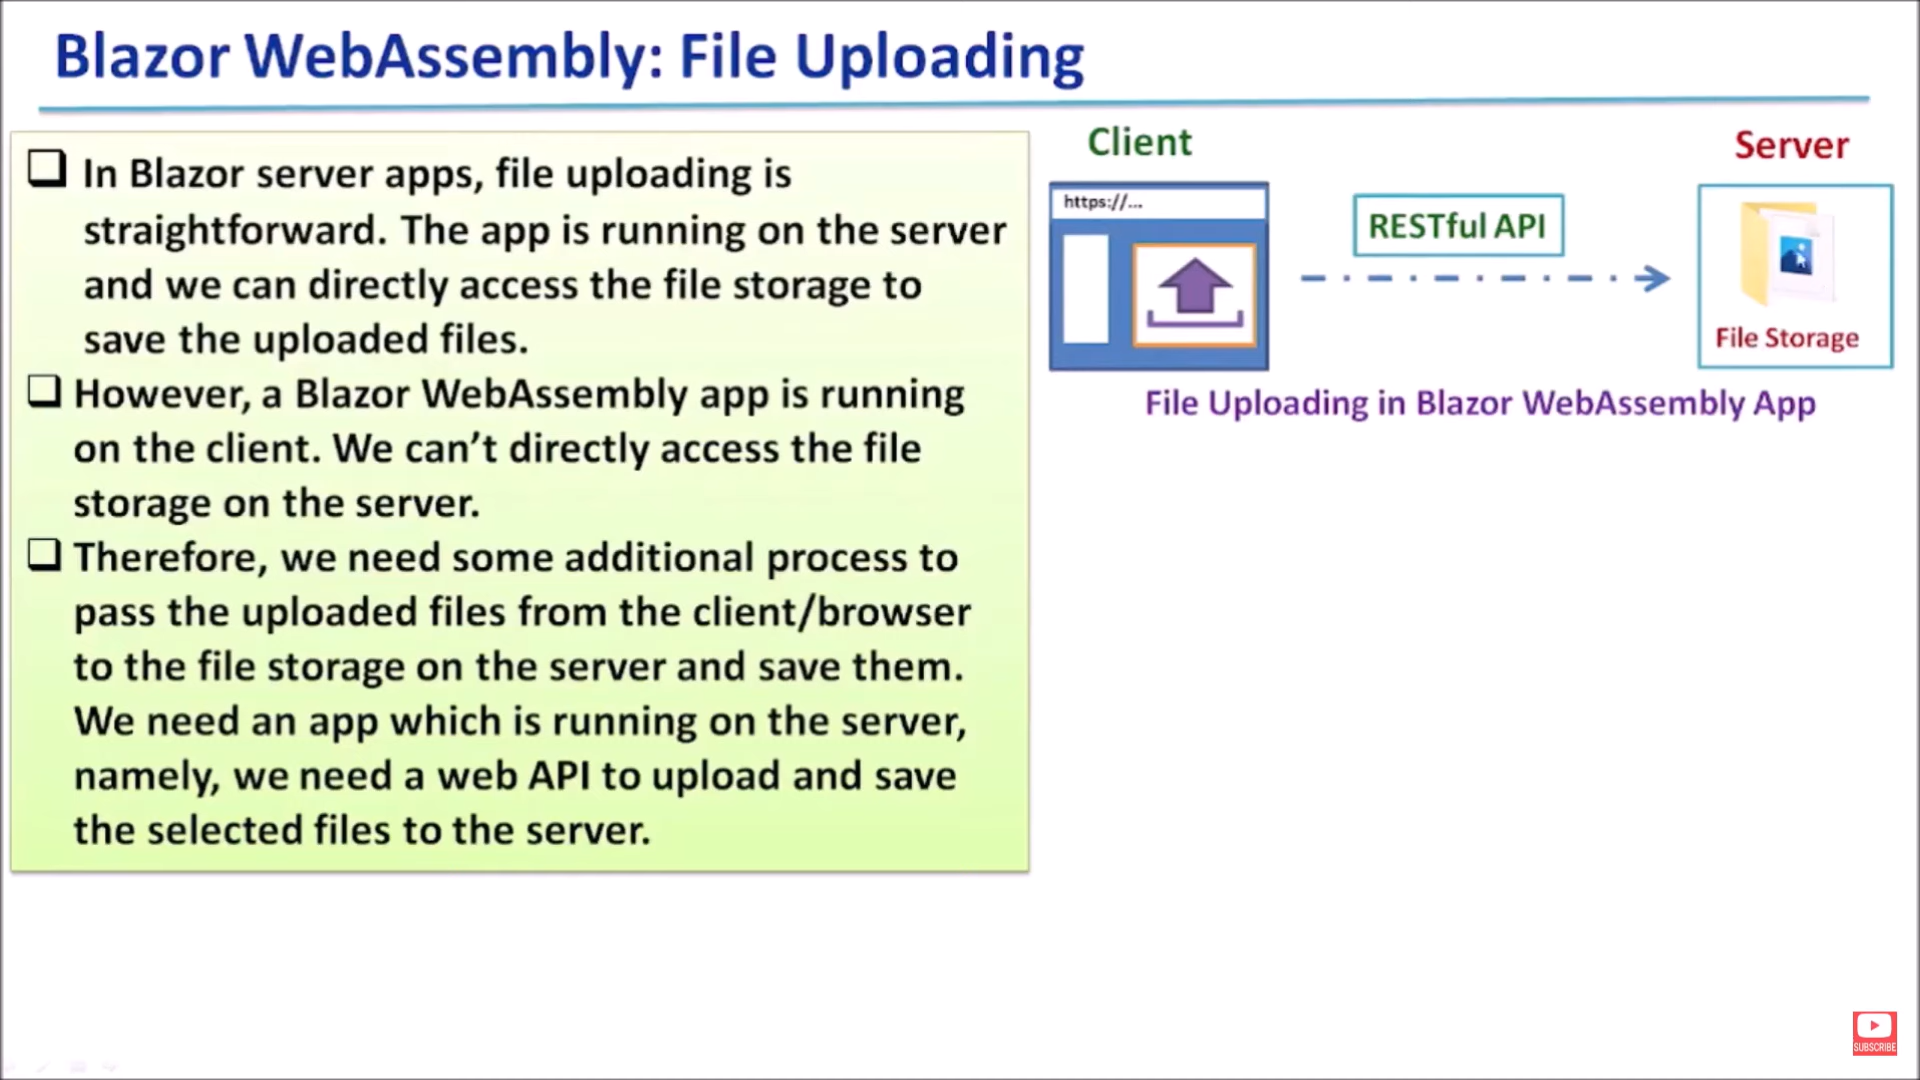 Blazor WebAssembly: File Uploading
In Blazor server apps, file uploading is
straightforward. The app is running on the server
and we can directly access the file storage to
save the uploaded files.
However, a Blazor WebAssembly app is running
on the client. We can’t directly access the file
storage on the server.
Therefore, we need some additional process to
pass the uploaded files from the client/browser
to the file storage on the server and save them.
We need an app which is running on the server,
namely, we need a web API to upload and save
the selected files to the server.
Client
Server
https://...
RESTful API
File Storage
File Uploading in Blazor WebAssembly App
SUBSCRIBE